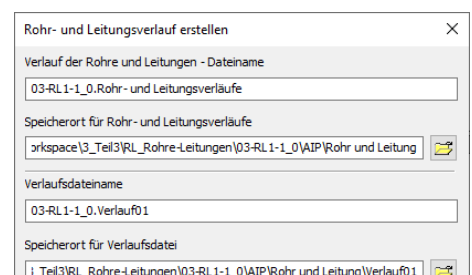 Rohr- und Leitungsverlauf erstellen
Verlauf der Rohre und Leitungen - Dateiname
03-RL1-1_0.Rohr- und Leitungsverläufe
Speicherort für Rohr- und Leitungsverläufe
orkspace\3_Teil3\RL_Rohre-Leitungen\03-RL1-1_0\AIP\Rohr und Leitung
Verlaufsdateiname
03-RL1-1_0.Verlauf01
Speicherort für Verlaufsdatei
_Teil3\RL_Rohre-Leitungen\03-RL1-1_0\AIP\Rohr und Leitung\Verlauf01